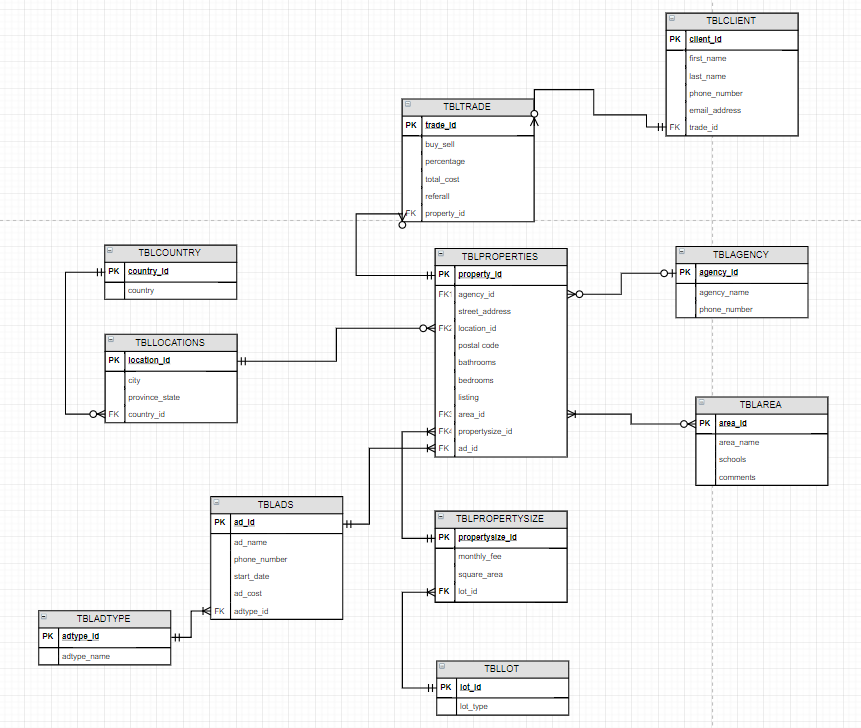 TBLCLIENT
PK client_id
first_name
last_name
phone_number
email_address
FK trade_id
TBLTRADE
PK trade_id
buy_sell
percentage
total_cost
referall
FK property_id
TBLCOUNTRY
PK country_id
country
TBLPROPERTIES
PK property_id
FK1 agency_id
street_address
FK2 location_id
postal code
bathrooms
bedrooms
listing
FK3 area_id
FK4 propertysize_id
FK ad_id
TBLAGENCY
PK agency_id
agency_name
phone_number
TBLLOCATIONS
PK location_id
city
province_state
FK country_id
TBLAREA
PK area_id
area_name
schools
comments
TBLADS
PK ad_id
ad_name
phone_number
start_date
ad_cost
FK adtype_id
TBLPROPERTYSIZE
PK propertysize_id
monthly_fee
square_area
FK lot_id
TBLADTYPE
PK adtype_id
adtype_name
TBLLOT
PK lot_id
lot_type